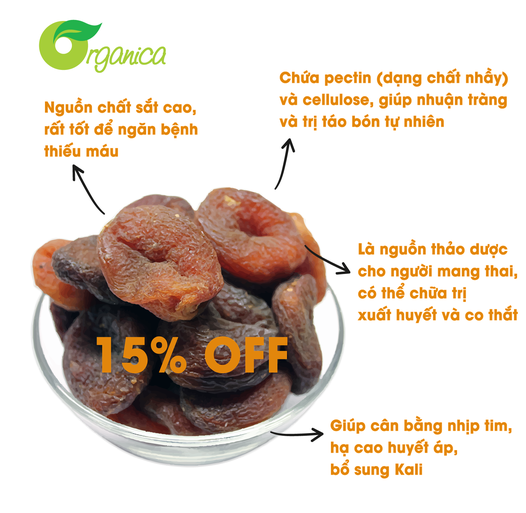 Organica
Chứa pectin (dạng chất nhầy)
và cellulose, giúp nhuận tràng
và trị táo bón tự nhiên
Nguồn chất sắt cao,
rất tốt để ngăn bệnh
thiếu máu
Là nguồn thảo dược
cho người mang thai,
có thể chữa trị
xuất huyết và co thắt
15% OFF
Giúp cân bằng nhịp tim,
hạ cao huyết áp,
bổ sung Kali